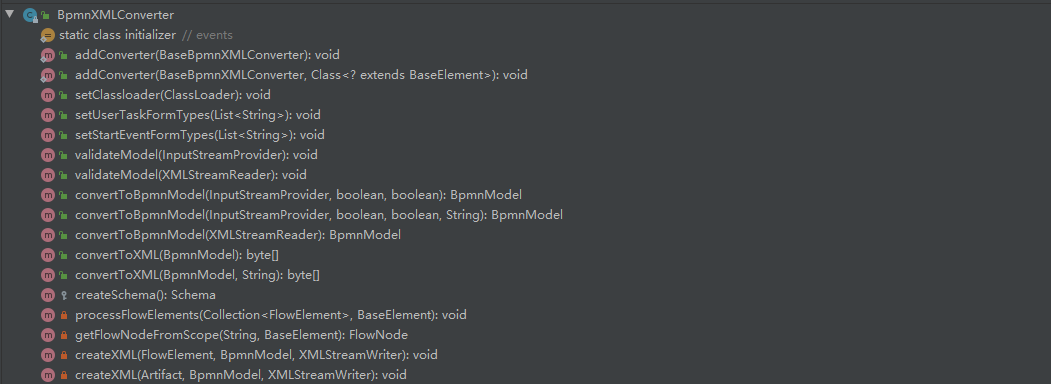 BpmnXMLConverter
static class initializer // events
addConverter(BaseBpmnXMLConverter): void
addConverter(BaseBpmnXMLConverter, Class<? extends BaseElement>): void
setClassloader(ClassLoader): void
setUserTaskFormTypes(List<String>): void
setStartEventFormTypes(List<String>): void
validateModel(InputStreamProvider): void
validateModel(XMLStreamReader): void
convertToBpmnModel(InputStreamProvider, boolean, boolean): BpmnModel
convertToBpmnModel(InputStreamProvider, boolean, boolean, String): BpmnModel
convertToBpmnModel(XMLStreamReader): BpmnModel
convertToXML(BpmnModel): byte[]
convertToXML(BpmnModel, String): byte[]
createSchema(): Schema
processFlowElements(Collection<FlowElement>, BaseElement): void
getFlowNodeFromScope(String, BaseElement): FlowNode
createXML(FlowElement, BpmnModel, XMLStreamWriter): void
createXML(Artifact, BpmnModel, XMLStreamWriter): void